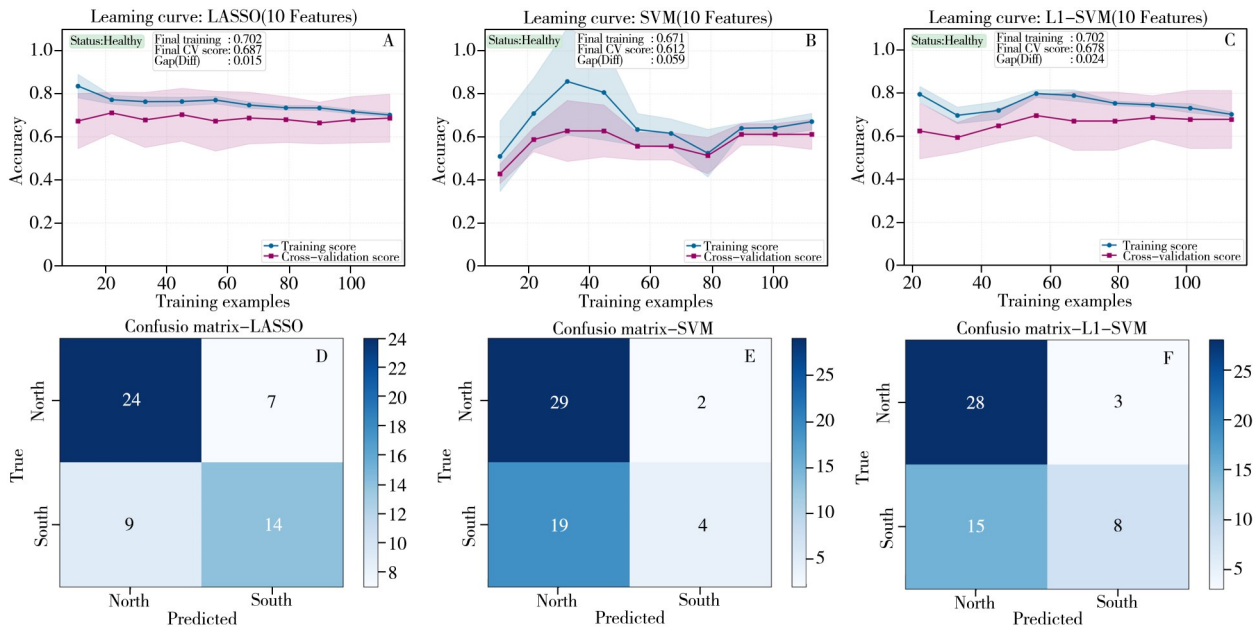 Leaming curve: LASSO(10 Features)
Status:Healthy
Final training : 0.702
Final CV score: 0.687
Gap(Diff) : 0.015
A
1.0
0.8
0.6
0.4
0.2
0
Accuracy
Training score
Cross-validation score
0 20 40 60 80 100
Training examples
Leaming curve: SVM(10 Features)
Status:Healthy
Final training : 0.671
Final CV score: 0.612
Gap(Diff) : 0.059
B
1.0
0.8
0.6
0.4
0.2
0
Accuracy
Training score
Cross-validation score
0 20 40 60 80 100
Training examples
Leaming curve: L1-SVM(10 Features)
Status:Healthy
Final training : 0.702
Final CV score: 0.678
Gap(Diff) : 0.024
C
1.0
0.8
0.6
0.4
0.2
0
Accuracy
Training score
Cross-validation score
20 40 60 80 100
Training examples
Confusio matrix-LASSO
D
North
South
True
24 7
9 14
North South
Predicted
24
22
20
18
16
14
12
10
8
Confusio matrix-SVM
E
North
South
True
29 2
19 4
North South
Predicted
25
20
15
10
5
Confusio matrix-L1-SVM
F
North
South
True
28 3
15 8
North South
Predicted
25
20
15
10
5